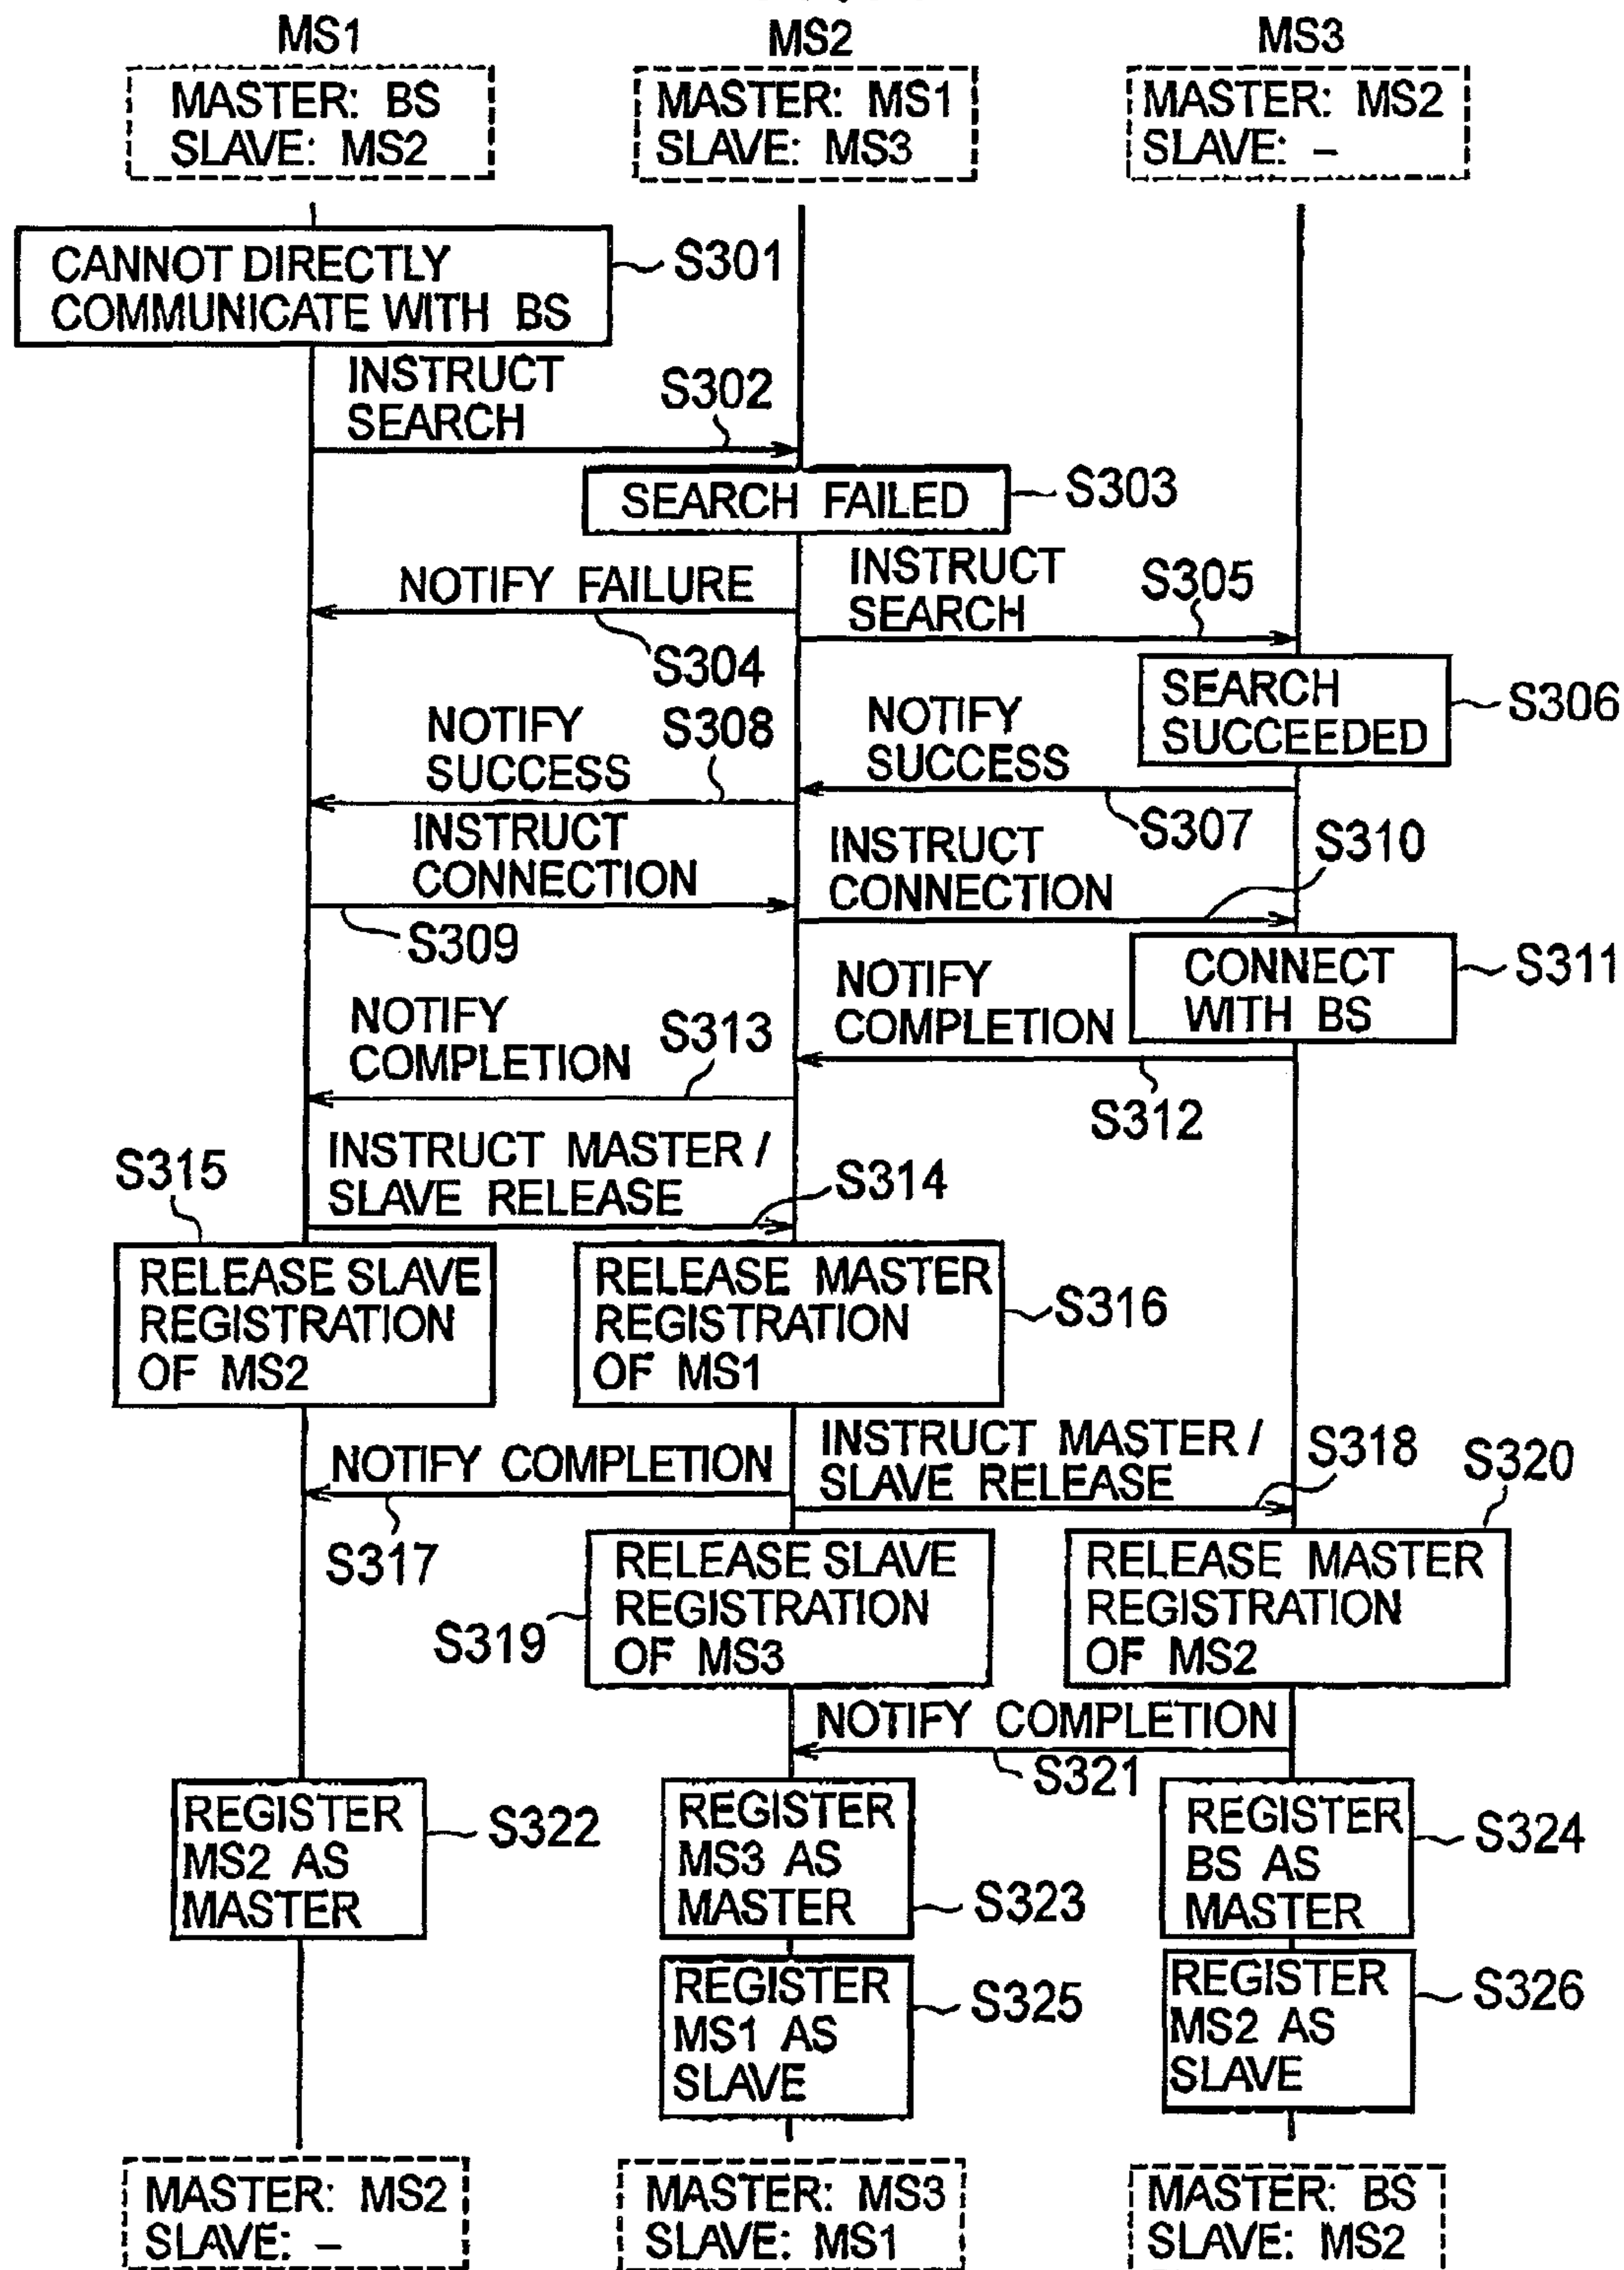 MS1
MS2
MS3
MASTER: BS
SLAVE: MS2
MASTER: MS1
SLAVE: MS3
MASTER: MS2
SLAVE: –
CANNOT DIRECTLY
COMMUNICATE WITH BS
S301
INSTRUCT
SEARCH
S302
SEARCH FAILED
S303
NOTIFY FAILURE
S304
INSTRUCT
SEARCH
S305
SEARCH
SUCCEEDED
S306
NOTIFY
SUCCESS
S308
NOTIFY
SUCCESS
S307
INSTRUCT
CONNECTION
S309
INSTRUCT
CONNECTION
S310
CONNECT
WITH BS
S311
NOTIFY
COMPLETION
S313
NOTIFY
COMPLETION
S312
INSTRUCT MASTER /
SLAVE RELEASE
S314
S315
RELEASE SLAVE
REGISTRATION
OF MS2
RELEASE MASTER
REGISTRATION
OF MS1
S316
NOTIFY COMPLETION
S317
INSTRUCT MASTER /
SLAVE RELEASE
S318
S320
RELEASE SLAVE
REGISTRATION
OF MS3
S319
RELEASE MASTER
REGISTRATION
OF MS2
NOTIFY COMPLETION
S321
REGISTER
MS2 AS
MASTER
S322
REGISTER
MS3 AS
MASTER
S323
REGISTER
BS AS
MASTER
S324
REGISTER
MS1 AS
SLAVE
S325
REGISTER
MS2 AS
SLAVE
S326
MASTER: MS2
SLAVE: –
MASTER: MS3
SLAVE: MS1
MASTER: BS
SLAVE: MS2